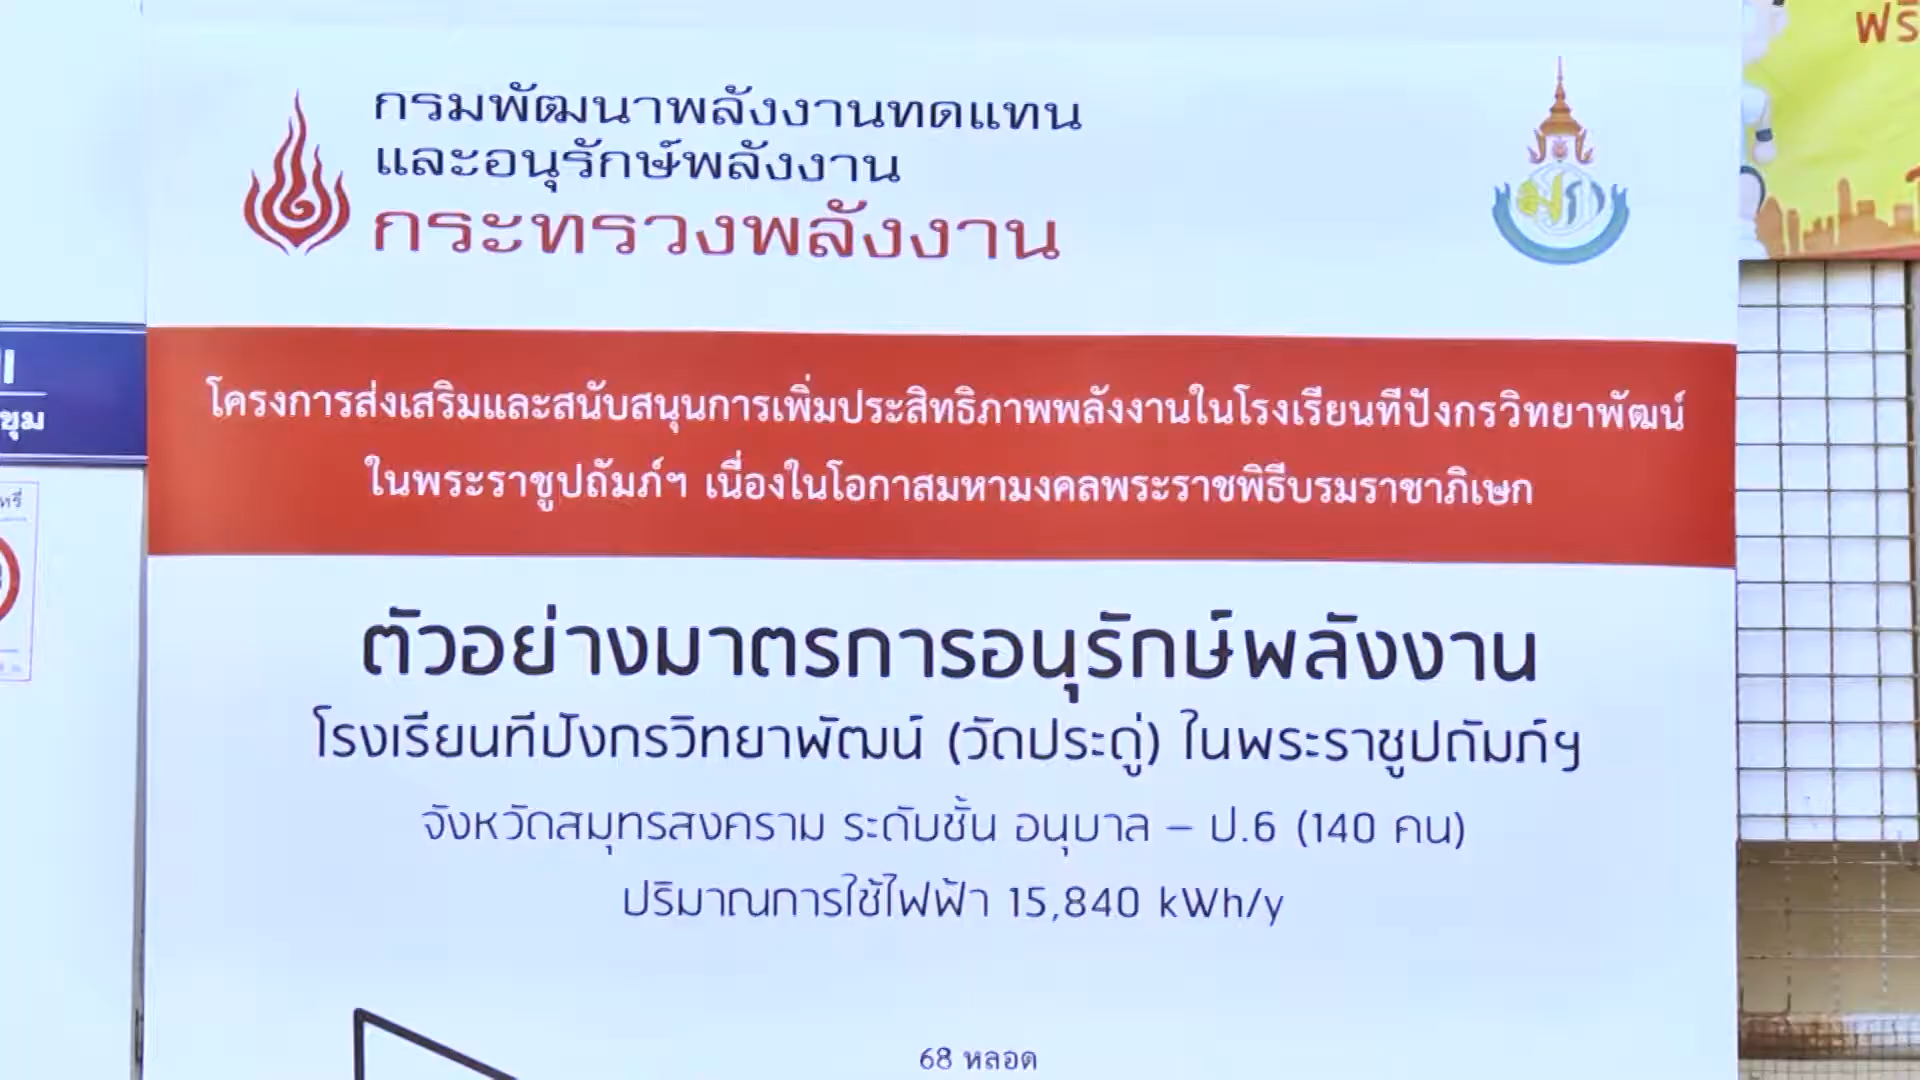 กรมพัฒนาพลังงานทดแทน
และอนุรักษ์พลังงาน
กระทรวงพลังงาน
โครงการส่งเสริมและสนับสนุนการเพิ่มประสิทธิภาพพลังงานในโรงเรียนทีปังกรวิทยาพัฒน์
ในพระราชูปถัมภ์ฯ เนื่องในโอกาสมหามงคลพระราชพิธีบรมราชาภิเษก
ตัวอย่างมาตรการอนุรักษ์พลังงาน
โรงเรียนทีปังกรวิทยาพัฒน์ (วัดประดู่) ในพระราชูปถัมภ์ฯ
จังหวัดสมุทรสงคราม ระดับชั้น อนุบาล – ป.6 (140 คน)
ปริมาณการใช้ไฟฟ้า 15,840 kWh/y
68 หลอด